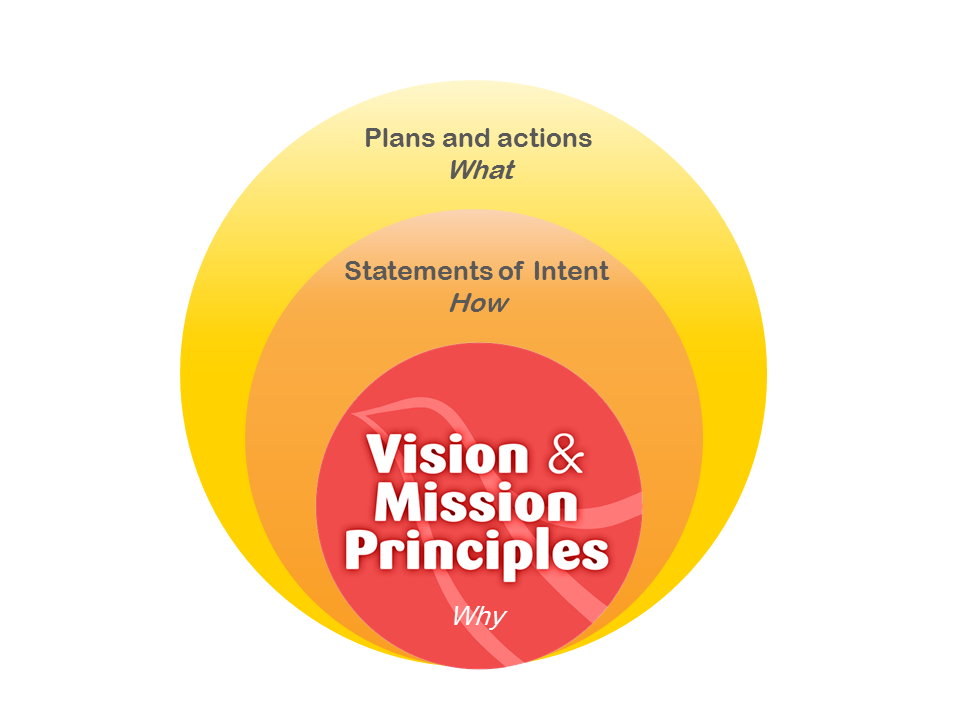 Plans and actions
What
Statements of Intent
How
Vision &
Mission
Principles
Why